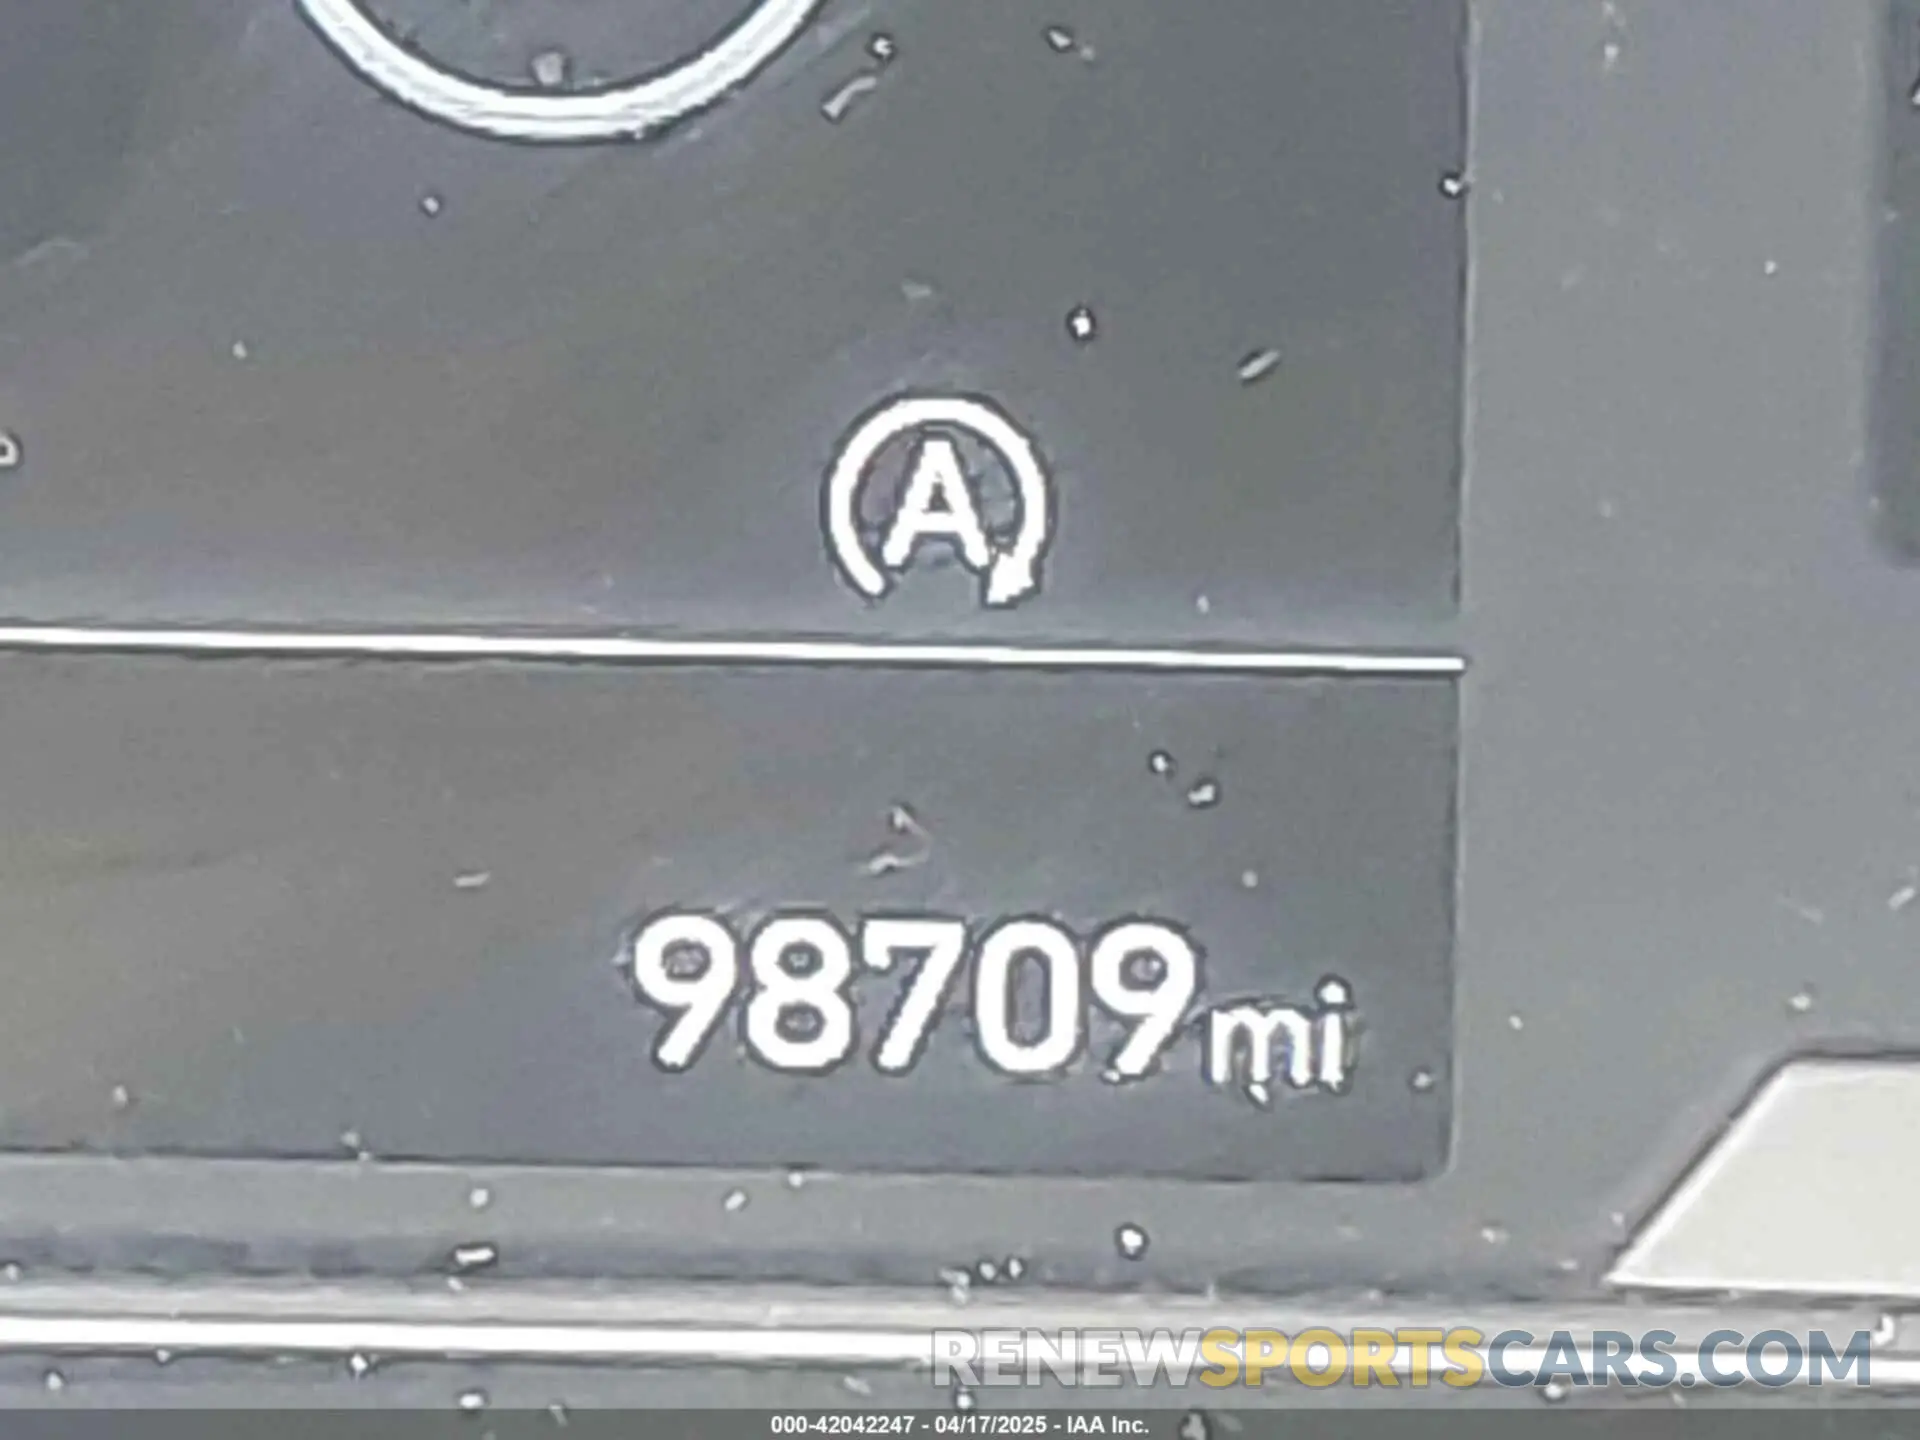 A
98709mi
RENEWSPORTSCARS.COM
000-42042247 - 04/17/2025 - IAA Inc.